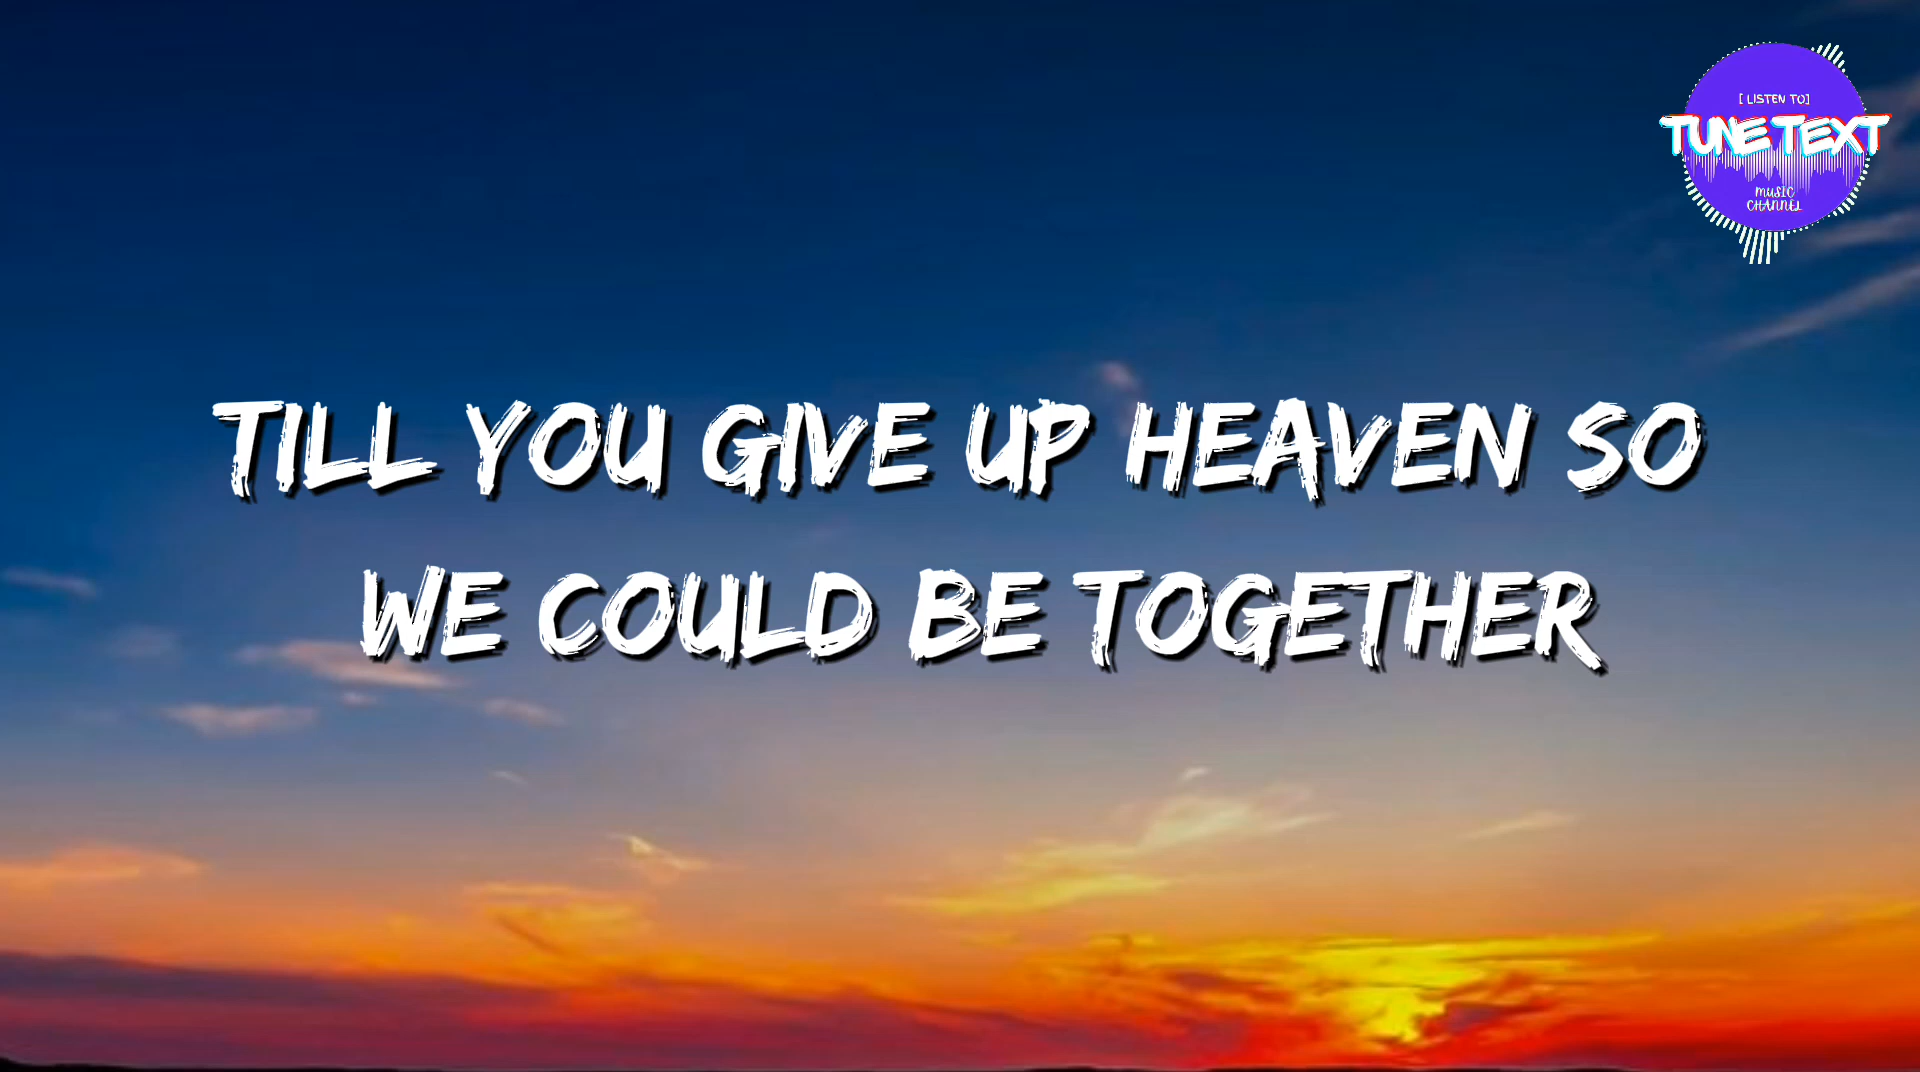 [ LISTEN TO]
TUNE TEXT
MUSIC
CHANNEL
TILL YOU GIVE UP HEAVEN SO
WE COULD BE TOGETHER